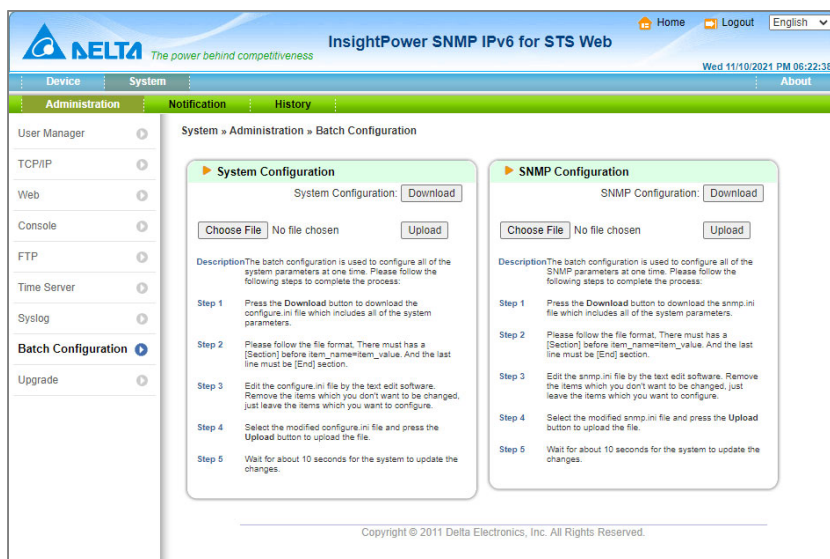 Home Logout English
DELTA The power behind competitiveness
InsightPower SNMP IPv6 for STS Web
Wed 11/10/2021 PM 06:22:38
Device System About
Administration Notification History
User Manager
TCP/IP
Web
Console
FTP
Time Server
Syslog
Batch Configuration
Upgrade
System » Administration » Batch Configuration
System Configuration
System Configuration: Download
Choose File No file chosen Upload
Description The batch configuration is used to configure all of the
system parameters at one time. Please follow the
following steps to complete the process:
Step 1 Press the Download button to download the
configure.ini file which includes all of the system
parameters.
Step 2 Please follow the file format, There must has a
[Section] before item_name=item_value. And the last
line must be [End] section.
Step 3 Edit the configure.ini file by the text edit software.
Remove the items which you don't want to be changed,
just leave the items which you want to configure.
Step 4 Select the modified configure.ini file and press the
Upload button to upload the file.
Step 5 Wait for about 10 seconds for the system to update the
changes.
SNMP Configuration
SNMP Configuration: Download
Choose File No file chosen Upload
Description The batch configuration is used to configure all of the
SNMP parameters at one time. Please follow the
following steps to complete the process:
Step 1 Press the Download button to download the snmp.ini
file which includes all of the system parameters.
Step 2 Please follow the file format, There must has a
[Section] before item_name=item_value. And the last
line must be [End] section.
Step 3 Edit the snmp.ini file by the text edit software. Remove
the items which you don't want to be changed, just
leave the items which you want to configure.
Step 4 Select the modified snmp.ini file and press the Upload
button to upload the file.
Step 5 Wait for about 10 seconds for the system to update the
changes.
Copyright © 2011 Delta Electronics, Inc. All Rights Reserved.